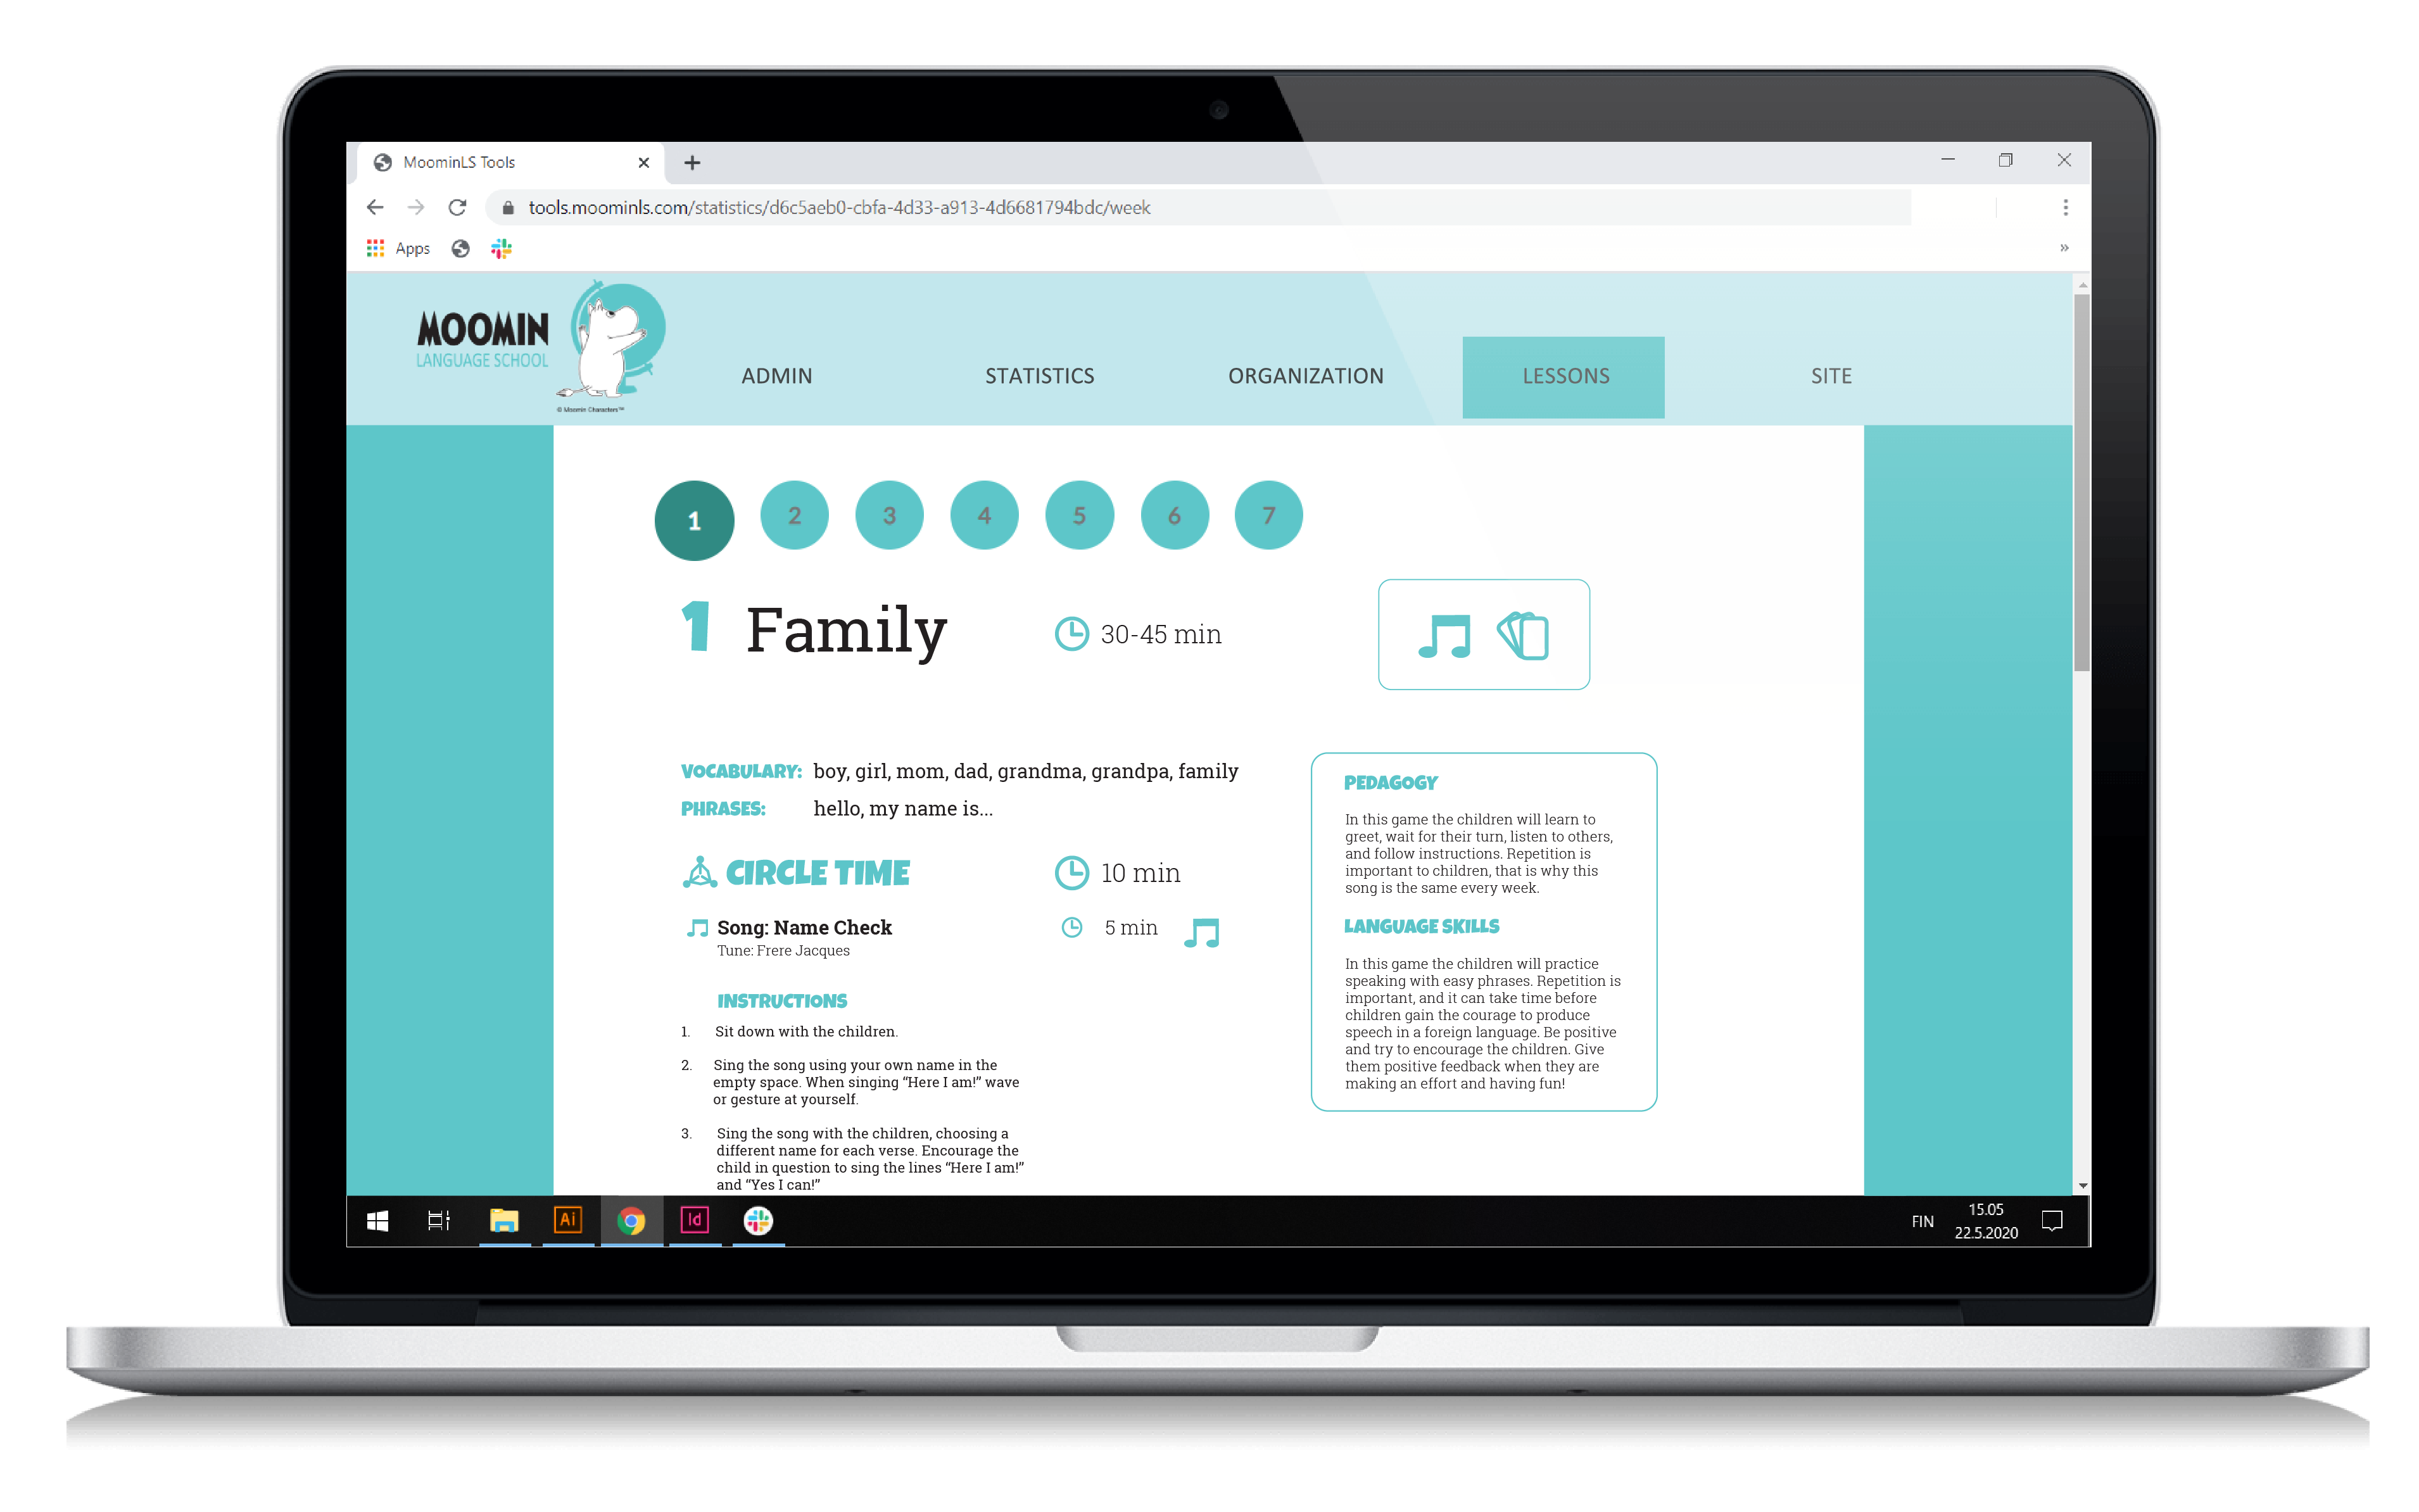 MoominLS Tools
tools.moominls.com/statistics/d6c5aeb0-cbfa-4d33-a913-4d6681794bdc/week
Apps
MOOMIN
LANGUAGE SCHOOL
© Moomin Characters™
ADMIN STATISTICS ORGANIZATION LESSONS SITE
1 2 3 4 5 6 7
1 Family 30-45 min
VOCABULARY: boy, girl, mom, dad, grandma, grandpa, family
PHRASES: hello, my name is...
CIRCLE TIME 10 min
Song: Name Check 5 min
Tune: Frere Jacques
INSTRUCTIONS
1. Sit down with the children.
2. Sing the song using your own name in the
empty space. When singing “Here I am!” wave
or gesture at yourself.
3. Sing the song with the children, choosing a
different name for each verse. Encourage the
child in question to sing the lines “Here I am!”
and “Yes I can!”
PEDAGOGY
In this game the children will learn to
greet, wait for their turn, listen to others,
and follow instructions. Repetition is
important to children, that is why this
song is the same every week.
LANGUAGE SKILLS
In this game the children will practice
speaking with easy phrases. Repetition is
important, and it can take time before
children gain the courage to produce
speech in a foreign language. Be positive
and try to encourage the children. Give
them positive feedback when they are
making an effort and having fun!
Ai
Id
FIN
15.05
22.5.2020